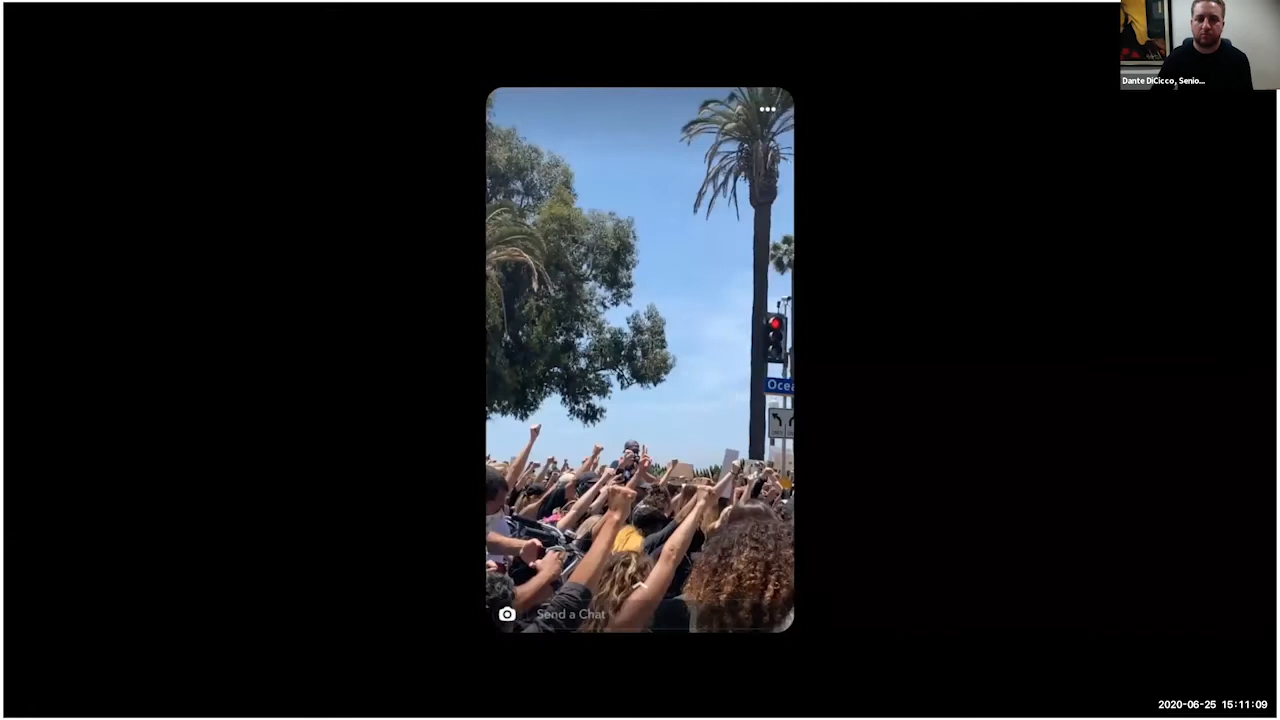 Dante DiCicco, Senio...
Ocea
Send a Chat
2020-06-25 15:11:09